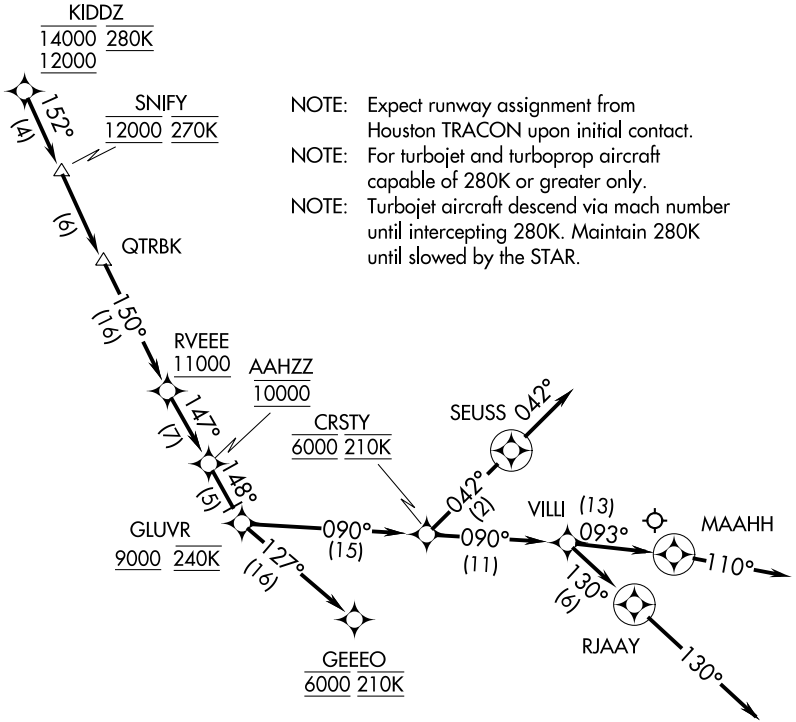 KIDDZ
14000 280K
12000
SNIFY
12000 270K
152°
(4)
(6)
QTRBK
NOTE: Expect runway assignment from
Houston TRACON upon initial contact.
NOTE: For turbojet and turboprop aircraft
capable of 280K or greater only.
NOTE: Turbojet aircraft descend via mach number
until intercepting 280K. Maintain 280K
until slowed by the STAR.
150°
(16)
RVEEE
11000
AAHZZ
10000
147°
(7)
CRSTY
6000 210K
SEUSS
042°
148°
(5)
042°
(2)
GLUVR
9000 240K
090°
(15)
127°
(16)
090°
(11)
VILLI
(13)
093°
MAAHH
110°
130°
(6)
RJAAY
130°
GEEEO
6000 210K